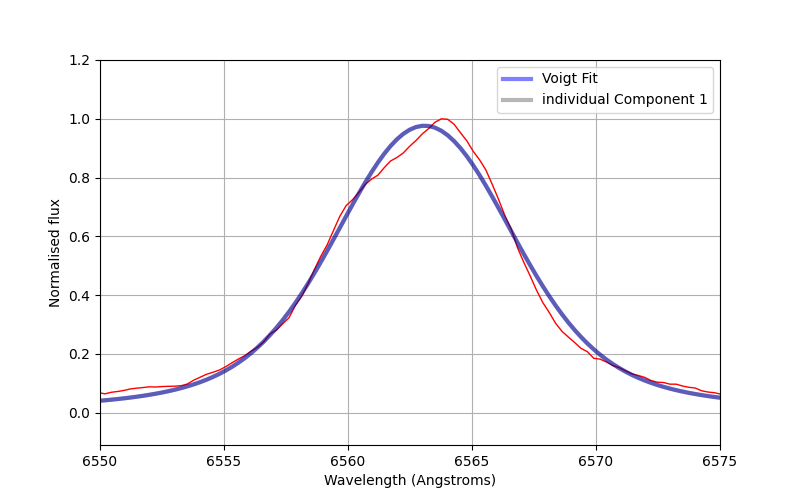 1.2
1.0
0.8
0.6
0.4
0.2
0.0
Normalised flux
Voigt Fit
individual Component 1
6550 6555 6560 6565 6570 6575
Wavelength (Angstroms)